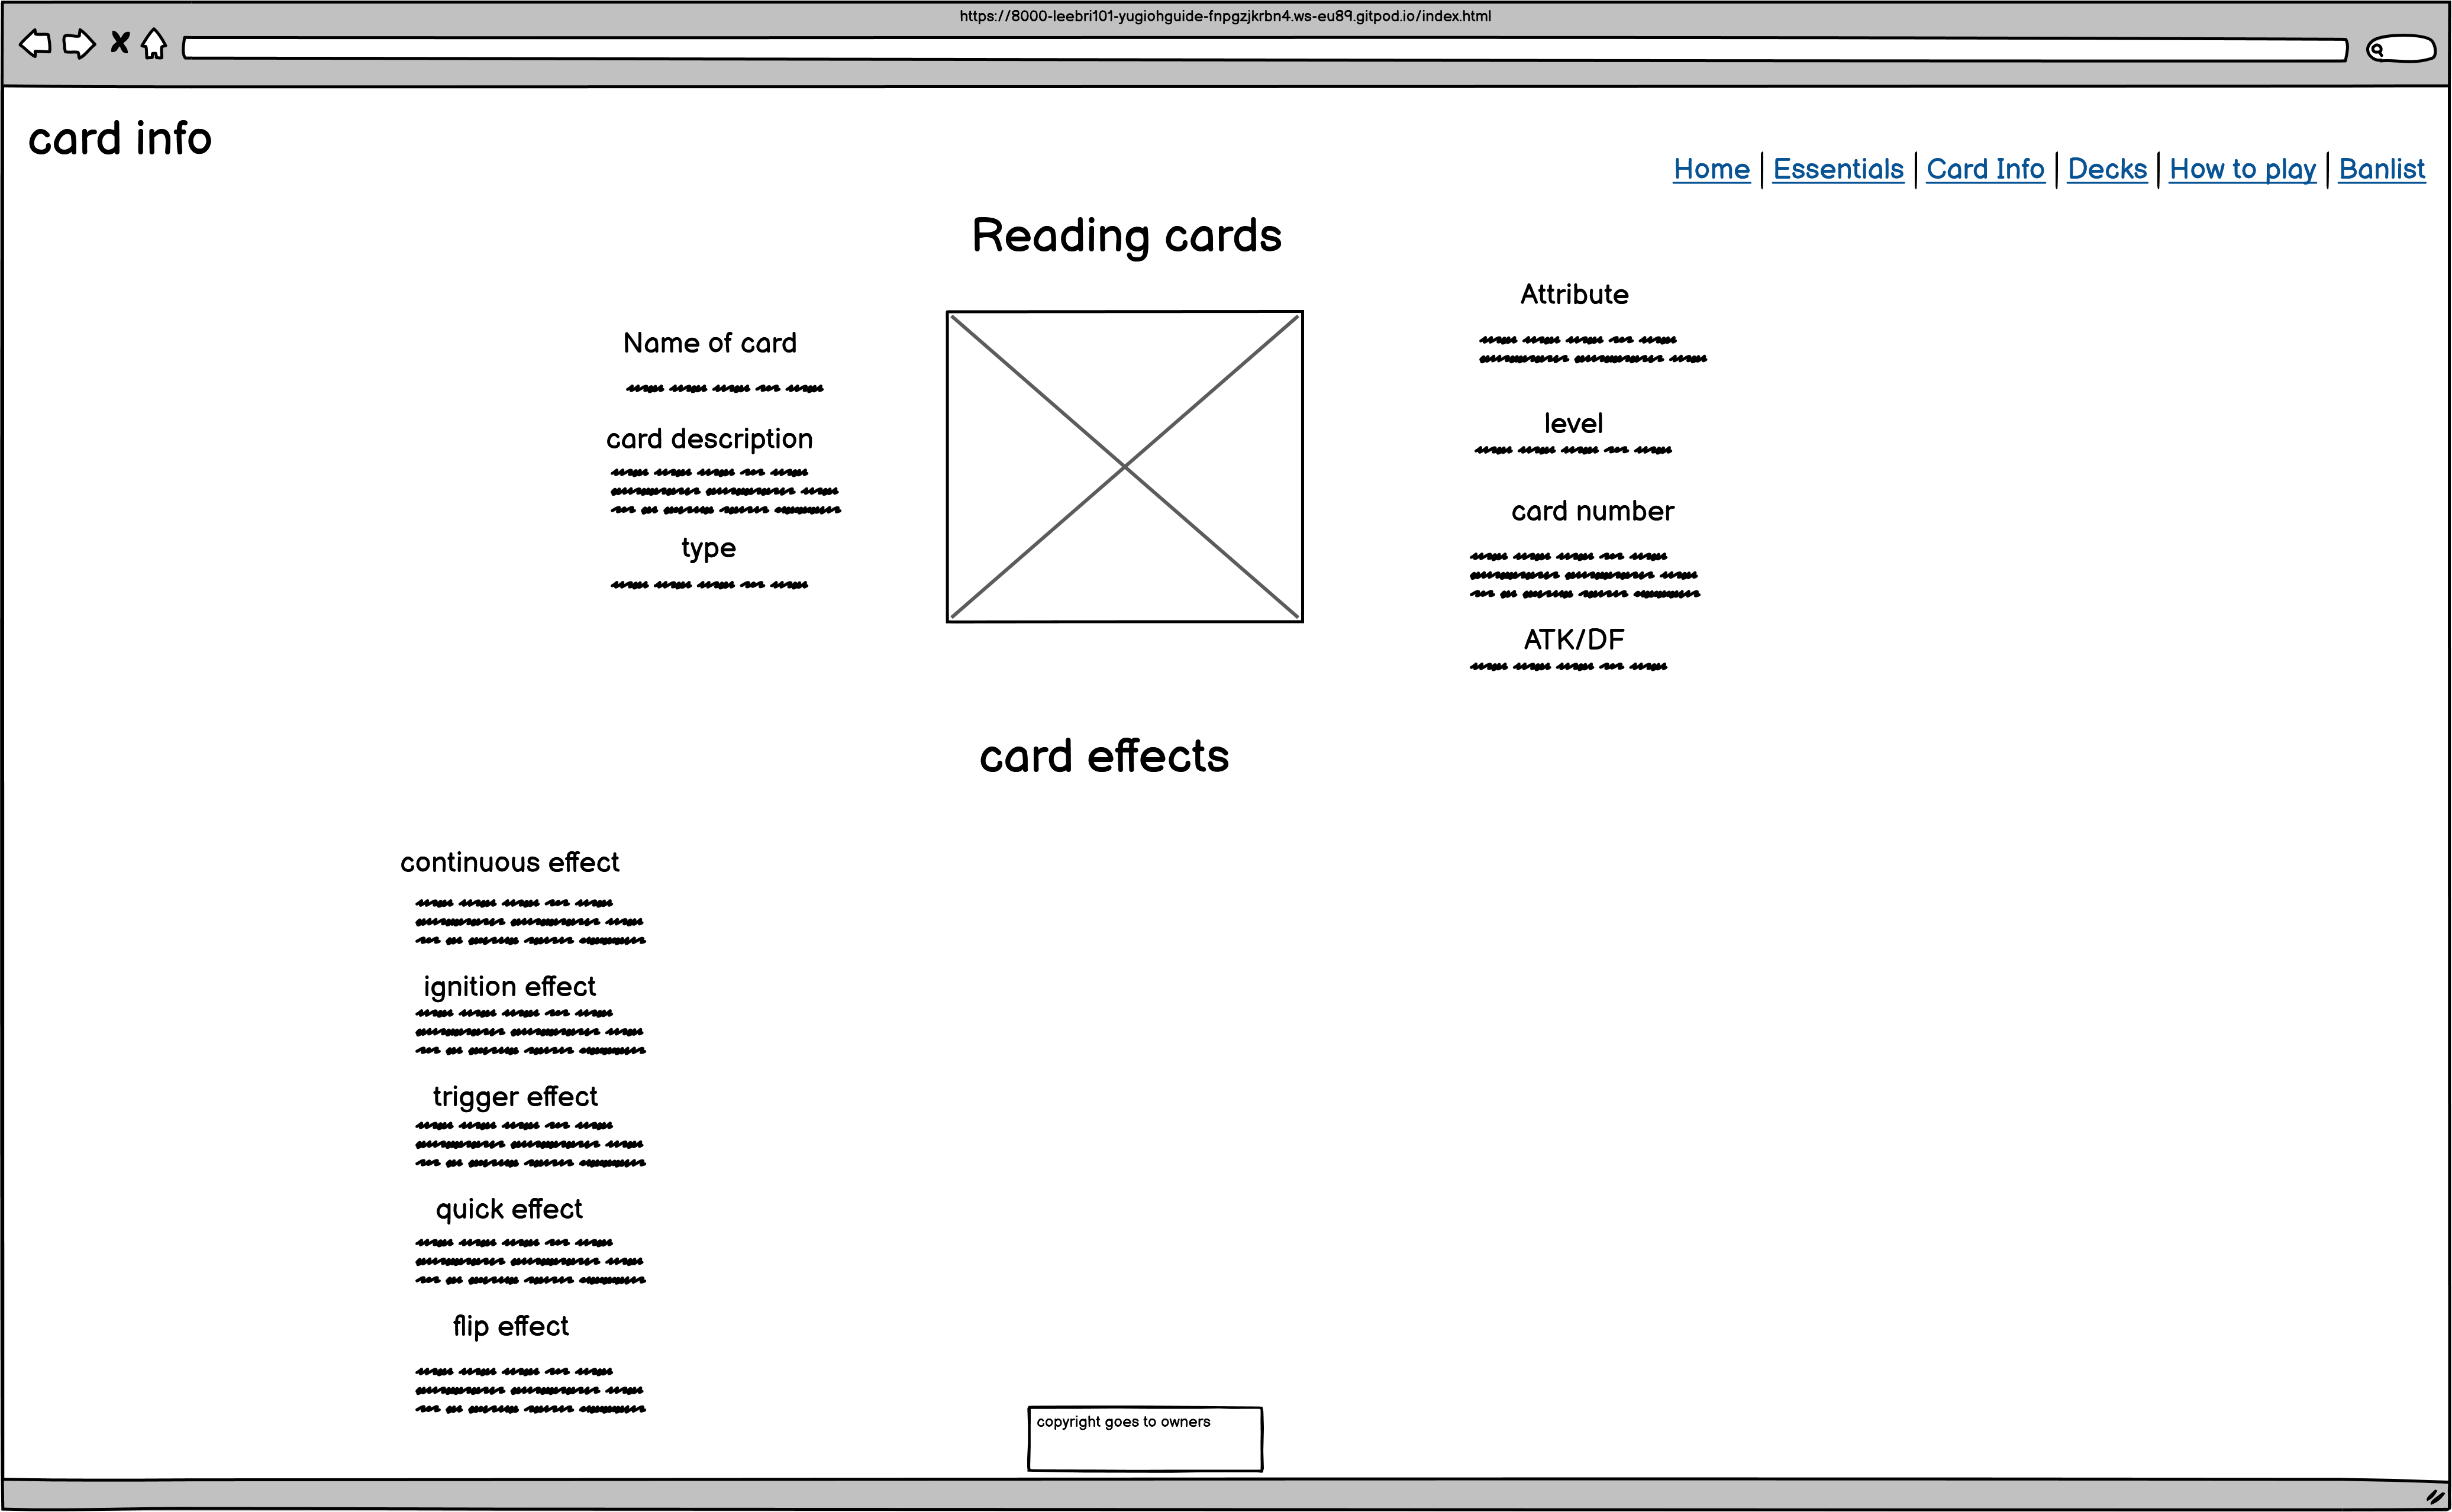 https://8000-leebri101-yugiohguide-fnpgzjkrbn4.ws-eu89.gitpod.io/index.html
card info
Home | Essentials | Card Info | Decks | How to play | Banlist
Reading cards
Name of card
card description
type
Attribute
level
card number
ATK/DF
card effects
continuous effect
ignition effect
trigger effect
quick effect
flip effect
copyright goes to owners